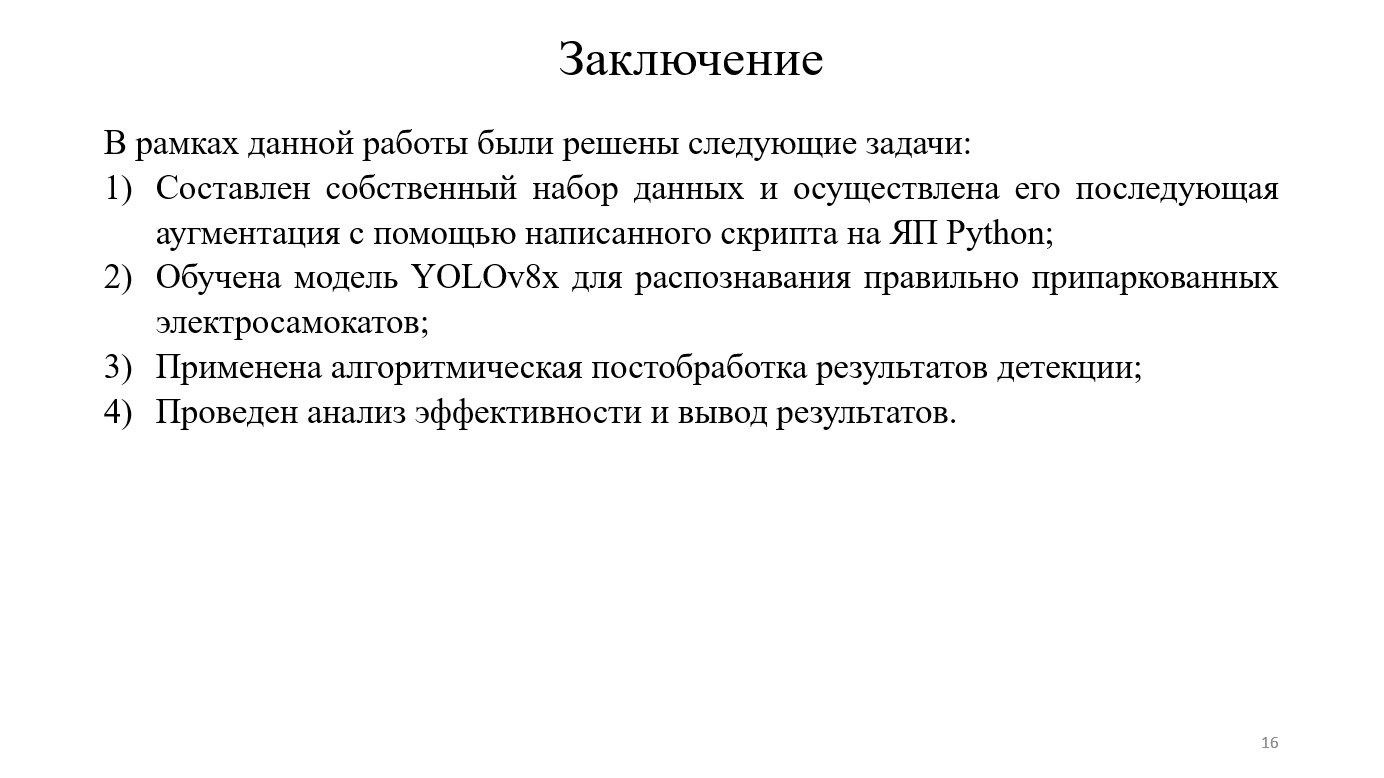 Заключение
В рамках данной работы были решены следующие задачи:
1) Составлен собственный набор данных и осуществлена его последующая
аугментация с помощью написанного скрипта на ЯП Python;
2) Обучена модель YOLOv8x для распознавания правильно припаркованных
электросамокатов;
3) Применена алгоритмическая постобработка результатов детекции;
4) Проведен анализ эффективности и вывод результатов.
16